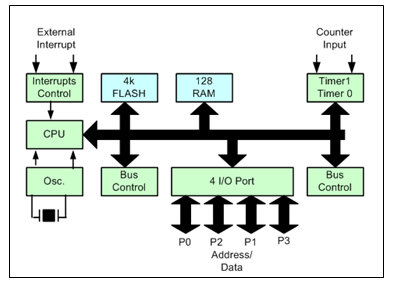 External
Interrupt
Counter
Input
Interrupts
Control
4k
FLASH
128
RAM
Timer1
Timer 0
CPU
Osc.
Bus
Control
4 I/O Port
Bus
Control
P0 P2 P1 P3
Address/
Data